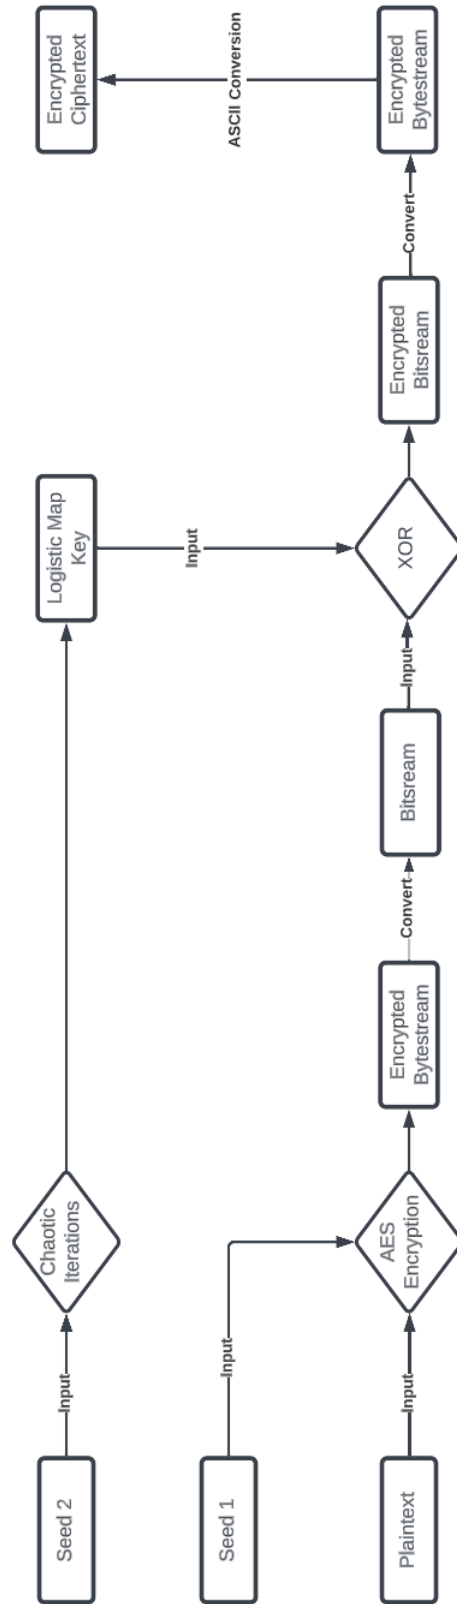 Seed 2
Input
Chaotic
Iterations
Logistic Map
Key
Input
Encrypted
Ciphertext
ASCII Conversion
Seed 1
Input
Plaintext
Input
AES
Encryption
Encrypted
Bytestream
Convert
Bitsream
Input
XOR
Encrypted
Bitsream
Convert
Encrypted
Bytestream